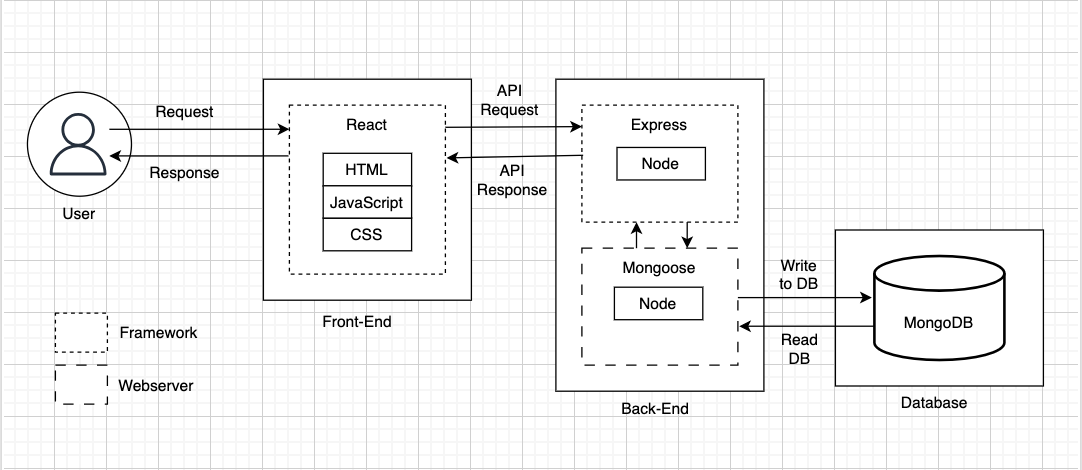 User
Request
Response
React
HTML
JavaScript
CSS
Front-End
API
Request
API
Response
Express
Node
Mongoose
Node
Back-End
Write
to DB
Read
DB
MongoDB
Database
Framework
Webserver